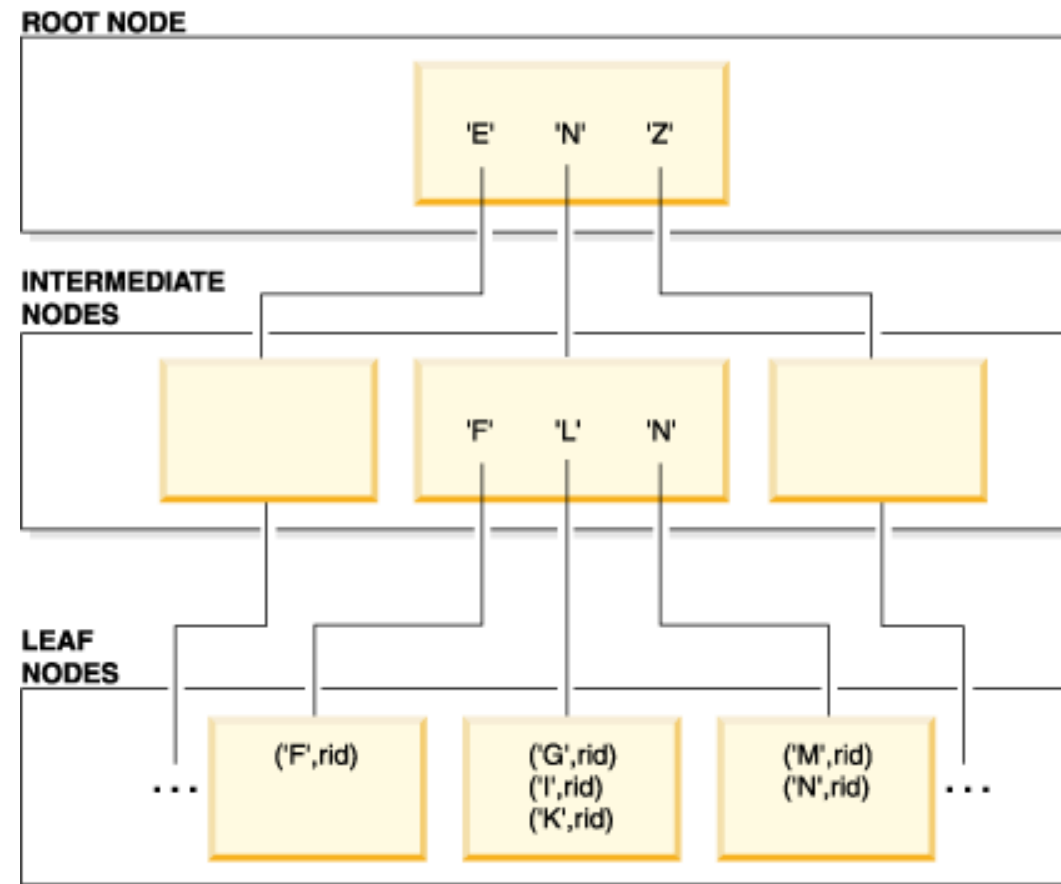 ROOT NODE
'E' 'N' 'Z'
INTERMEDIATE
NODES
'F' 'L' 'N'
LEAF
NODES
('F',rid) ('G',rid) ('M',rid)
('I',rid) ('N',rid)
... ...
('K',rid)